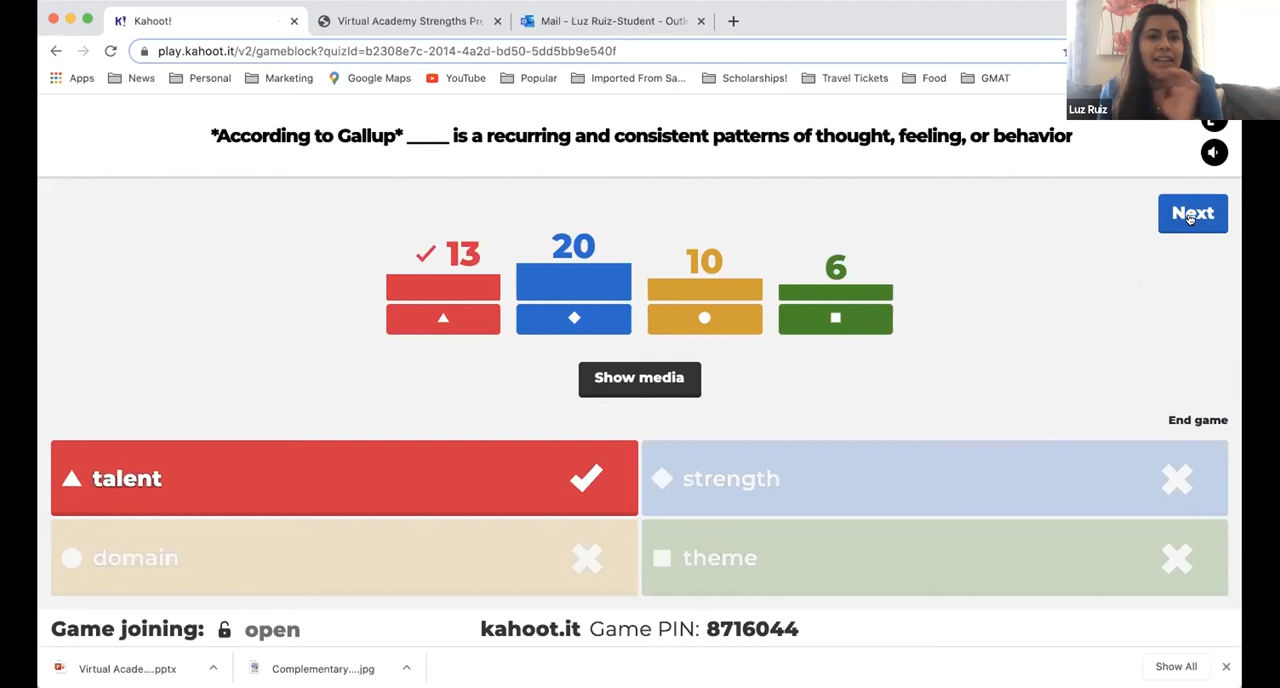 K! Kahoot!
Virtual Academy Strengths Pr
Mail - Luz Ruiz-Student - Outl
play.kahoot.it/v2/gameblock?quizId=b2308e7c-2014-4a2d-bd50-5dd5bb9e540f
Apps News Personal Marketing Google Maps YouTube Popular Imported From Sa... Scholarships! Travel Tickets Food GMAT
Luz Ruiz
*According to Gallup* ____ is a recurring and consistent patterns of thought, feeling, or behavior
Next
13 20 10 6
Show media
End game
talent
strength
domain
theme
Game joining: open
kahoot.it Game PIN: 8716044
Virtual Acade....pptx
Complementary....jpg
Show All